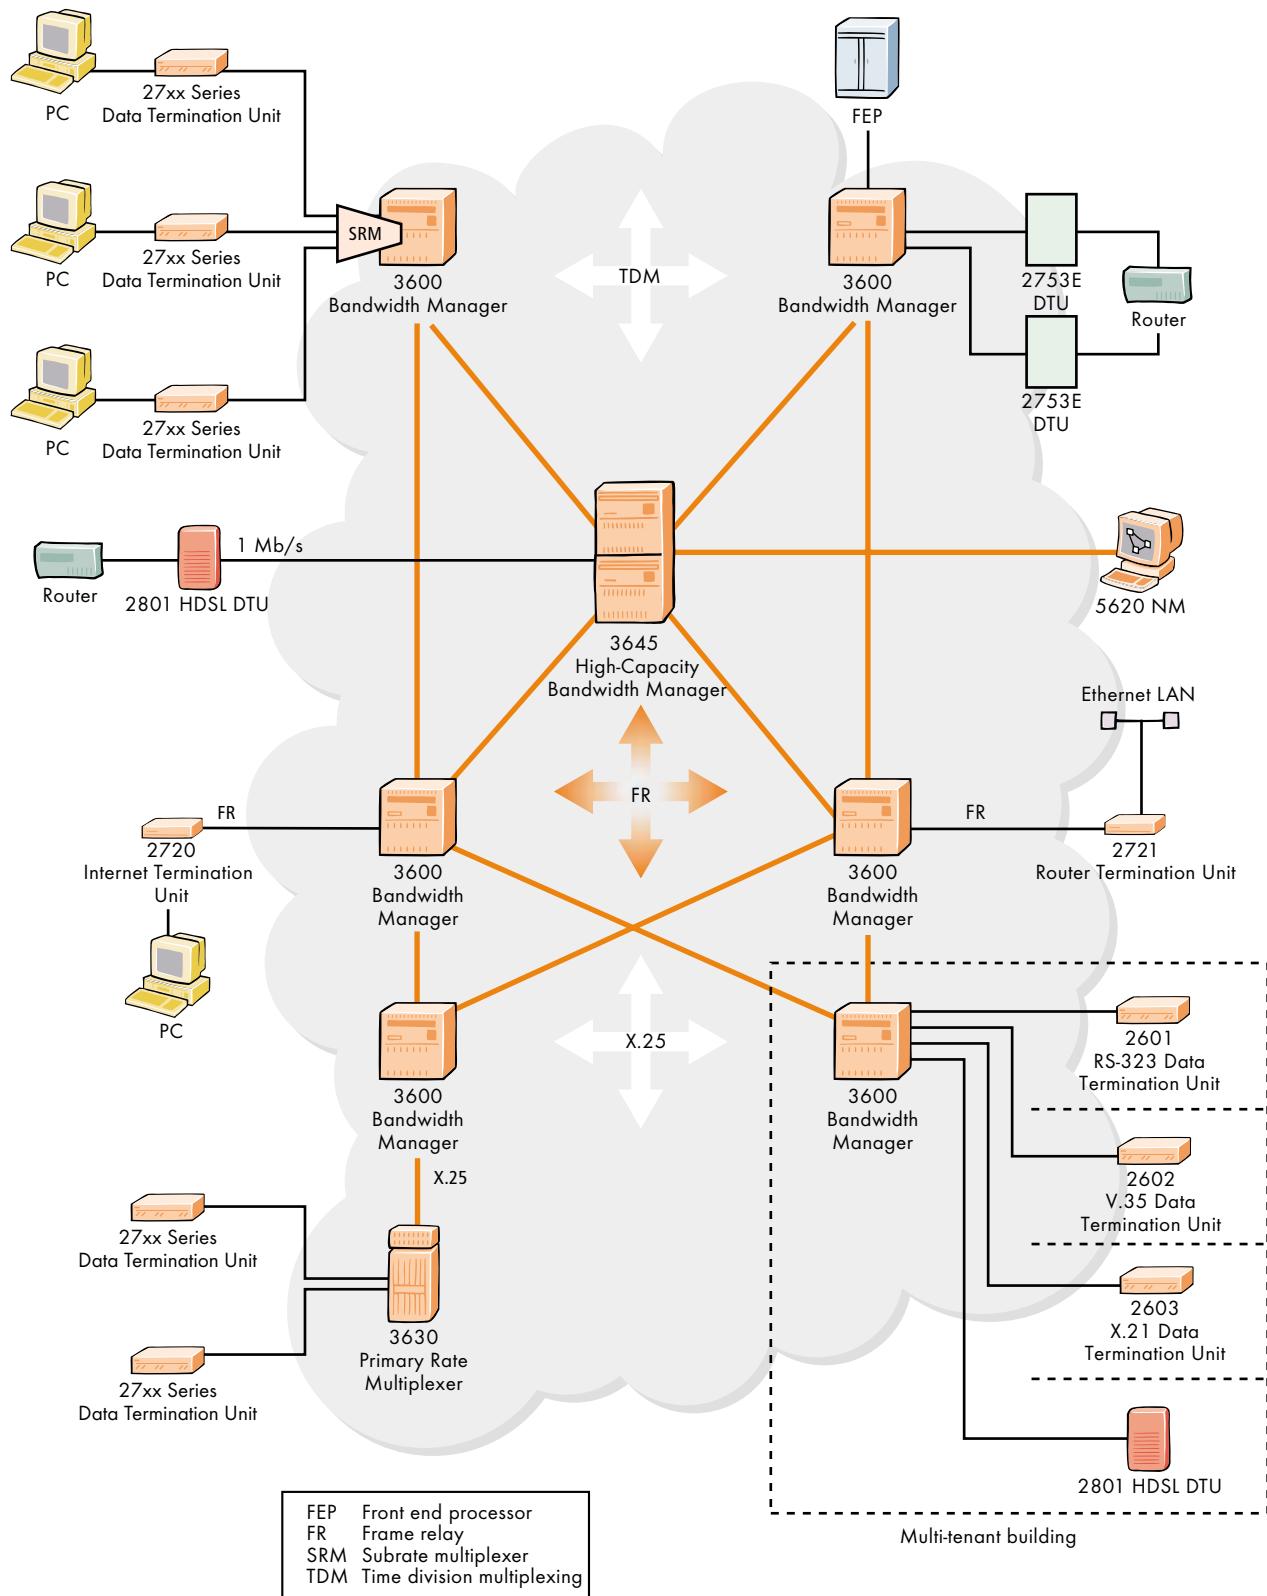 PC
27xx Series
Data Termination Unit
FEP
PC
27xx Series
Data Termination Unit
SRM
3600
Bandwidth Manager
TDM
3600
Bandwidth Manager
2753E
DTU
Router
2753E
DTU
PC
27xx Series
Data Termination Unit
Router
2801 HDSL DTU
1 Mb/s
3645
High-Capacity
Bandwidth Manager
5620 NM
Ethernet LAN
FR
FR
FR
2720
Internet Termination
Unit
PC
3600
Bandwidth
Manager
3600
Bandwidth
Manager
2721
Router Termination Unit
X.25
3600
Bandwidth
Manager
3600
Bandwidth
Manager
2601
RS-323 Data
Termination Unit
2602
V.35 Data
Termination Unit
2603
X.21 Data
Termination Unit
2801 HDSL DTU
Multi-tenant building
X.25
27xx Series
Data Termination Unit
3630
Primary Rate
Multiplexer
27xx Series
Data Termination Unit
FEP Front end processor
FR Frame relay
SRM Subrate multiplexer
TDM Time division multiplexing